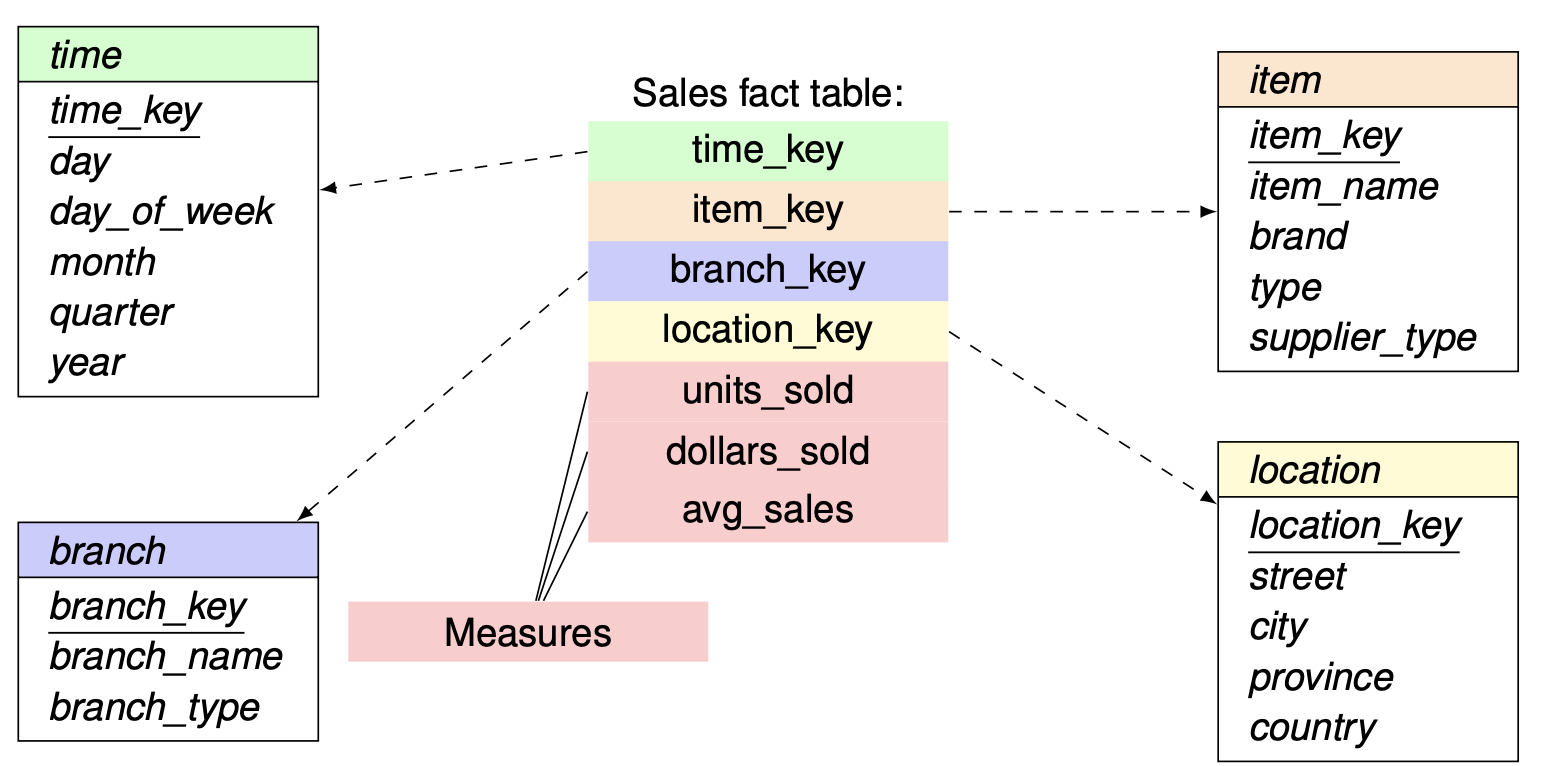 time
time_key
day
day_of_week
month
quarter
year
branch
branch_key
branch_name
branch_type
Sales fact table:
time_key
item_key
branch_key
location_key
units_sold
dollars_sold
avg_sales
Measures
item
item_key
item_name
brand
type
supplier_type
location
location_key
street
city
province
country